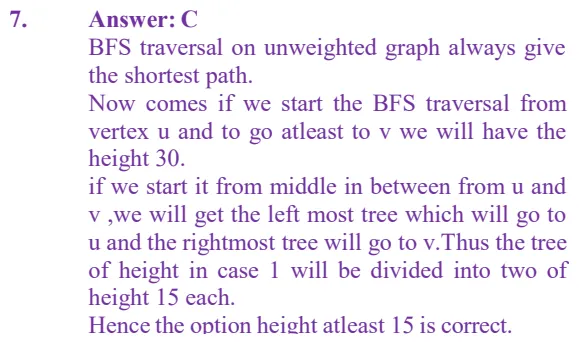 7. Answer: C
BFS traversal on unweighted graph always give
the shortest path.
Now comes if we start the BFS traversal from
vertex u and to go atleast to v we will have the
height 30.
if we start it from middle in between from u and
v ,we will get the left most tree which will go to
u and the rightmost tree will go to v.Thus the tree
of height in case 1 will be divided into two of
height 15 each.
Hence the option height atleast 15 is correct.